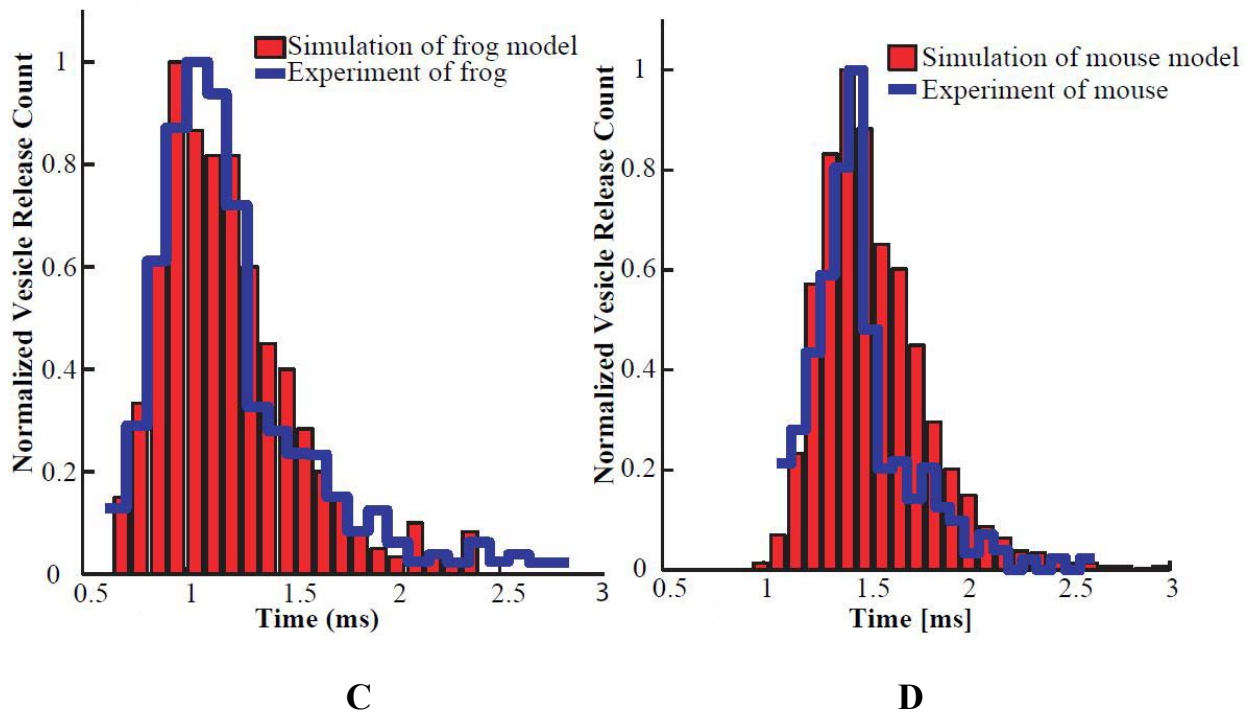 Normalized Vesicle Release Count
Simulation of frog model
Experiment of frog
1
0.8
0.6
0.4
0.2
0
0.5
1
1.5
2
2.5
3
Time (ms)
C
Normalized Vesicle Release Count
Simulation of mouse model
Experiment of mouse
1
0.8
0.6
0.4
0.2
0
0.5
1
1.5
2
2.5
3
Time [ms]
D